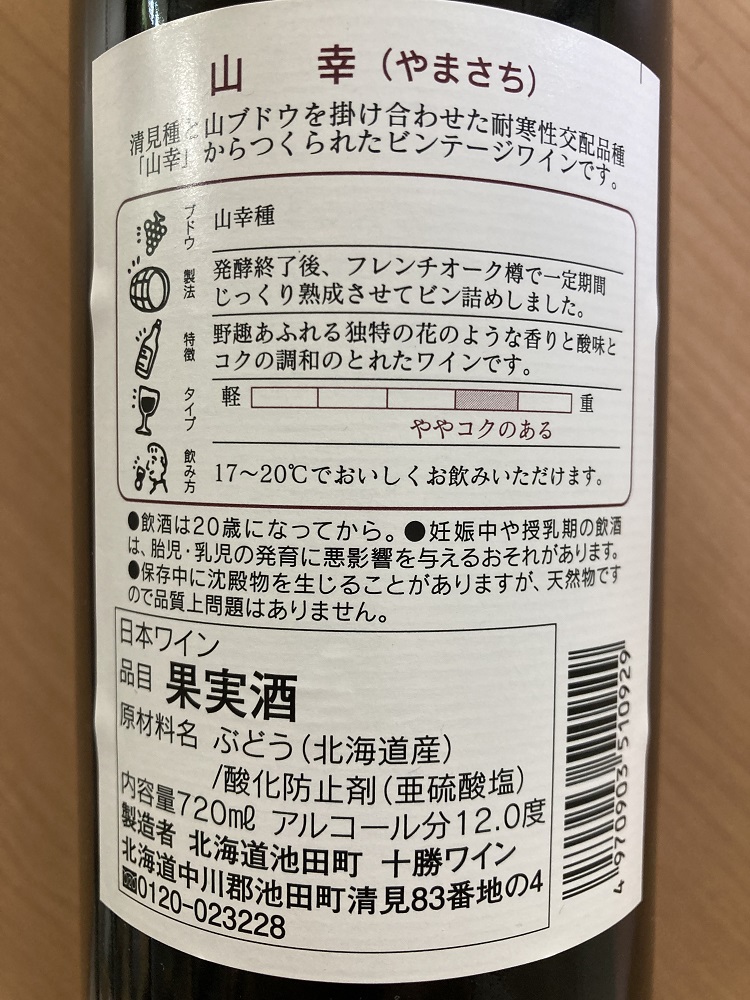 山 幸（やまさち）
清見種と山ブドウを掛け合わせた耐寒性交配品種
「山幸」からつくられたビンテージワインです。
ブドウ 山幸種
製法 発酵終了後、フレンチオーク樽で一定期間
じっくり熟成させてビン詰めしました。
特徴 野趣あふれる独特の花のような香りと酸味と
コクの調和のとれたワインです。
タイプ 軽 重
ややコクのある
飲み方 17〜20℃でおいしくお飲みいただけます。
●飲酒は20歳になってから。●妊娠中や授乳期の飲酒
は、胎児・乳児の発育に悪影響を与えるおそれがあります。
●保存中に沈殿物を生じることがありますが、天然物です
ので品質上問題はありません。
日本ワイン
品目 果実酒
原材料名 ぶどう（北海道産）
/酸化防止剤（亜硫酸塩）
内容量720mℓ アルコール分12.0度
製造者 北海道池田町 十勝ワイン
北海道中川郡池田町清見83番地の4
0120-023228
4 970903 510929